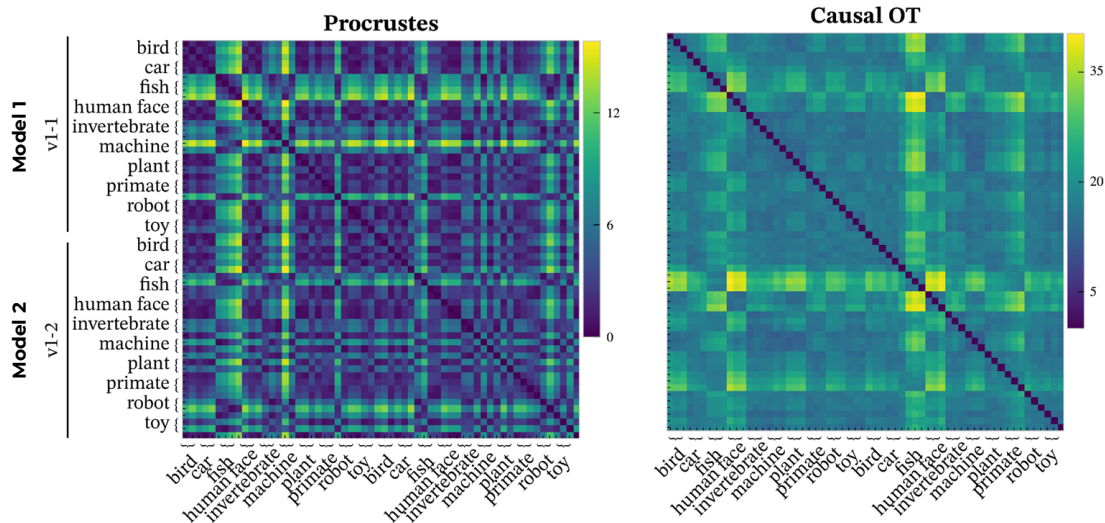 Procrustes
Causal OT
Model 1
v1-1
bird {
car {
fish {
human face {
invertebrate {
machine {
plant {
primate {
robot {
toy {
Model 2
v1-2
bird {
car {
fish {
human face {
invertebrate {
machine {
plant {
primate {
robot {
toy {
12
6
0
35
20
5
bird {
car {
fish {
human face {
invertebrate {
machine {
plant {
primate {
robot {
toy {
bird {
car {
fish {
human face {
invertebrate {
machine {
plant {
primate {
robot {
toy {
bird {
car {
fish {
human face {
invertebrate {
machine {
plant {
primate {
robot {
toy {
bird {
car {
fish {
human face {
invertebrate {
machine {
plant {
primate {
robot {
toy {